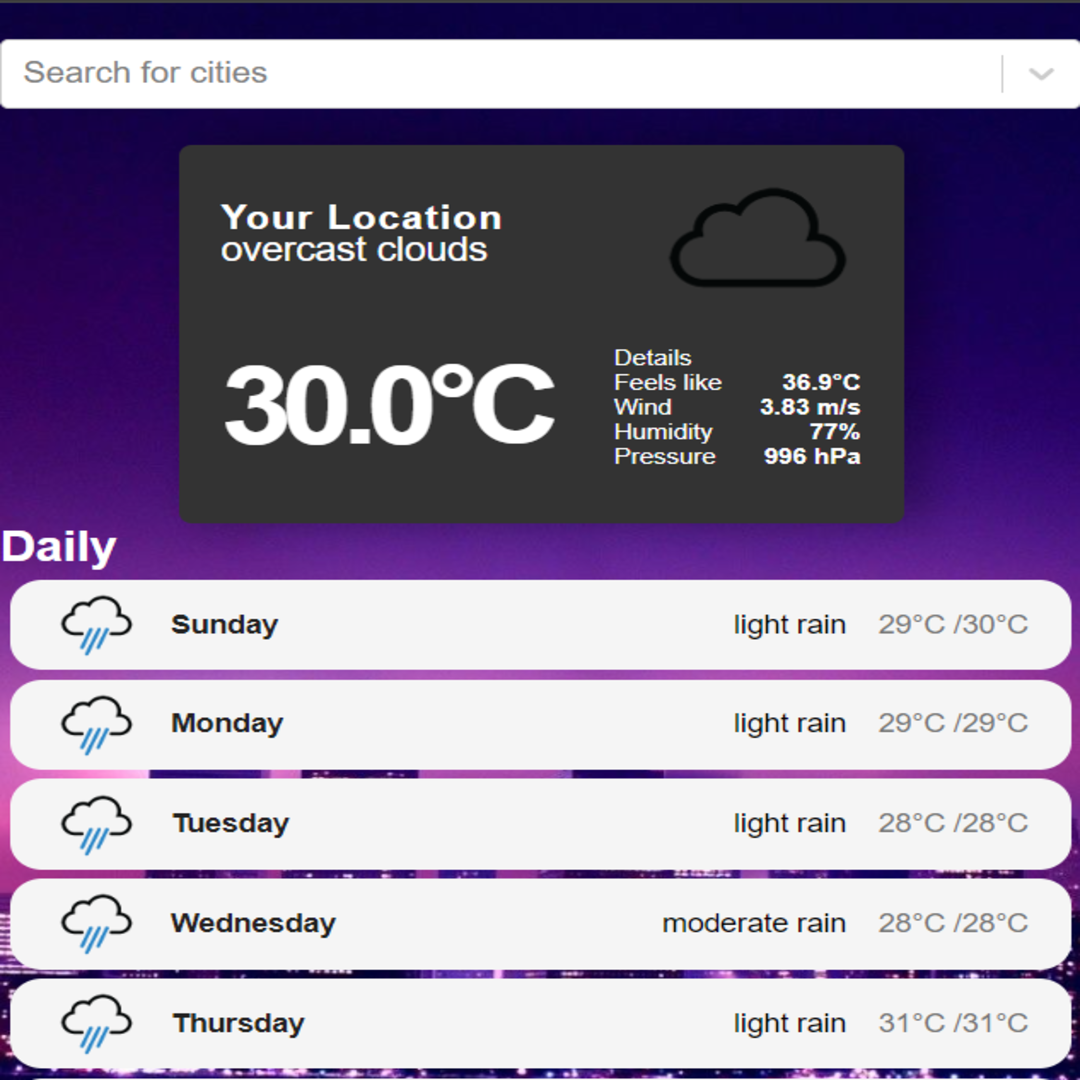 Search for cities
Your Location
overcast clouds
30.0°C
Details
Feels like 36.9°C
Wind 3.83 m/s
Humidity 77%
Pressure 996 hPa
Daily
Sunday light rain 29°C /30°C
Monday light rain 29°C /29°C
Tuesday light rain 28°C /28°C
Wednesday moderate rain 28°C /28°C
Thursday light rain 31°C /31°C